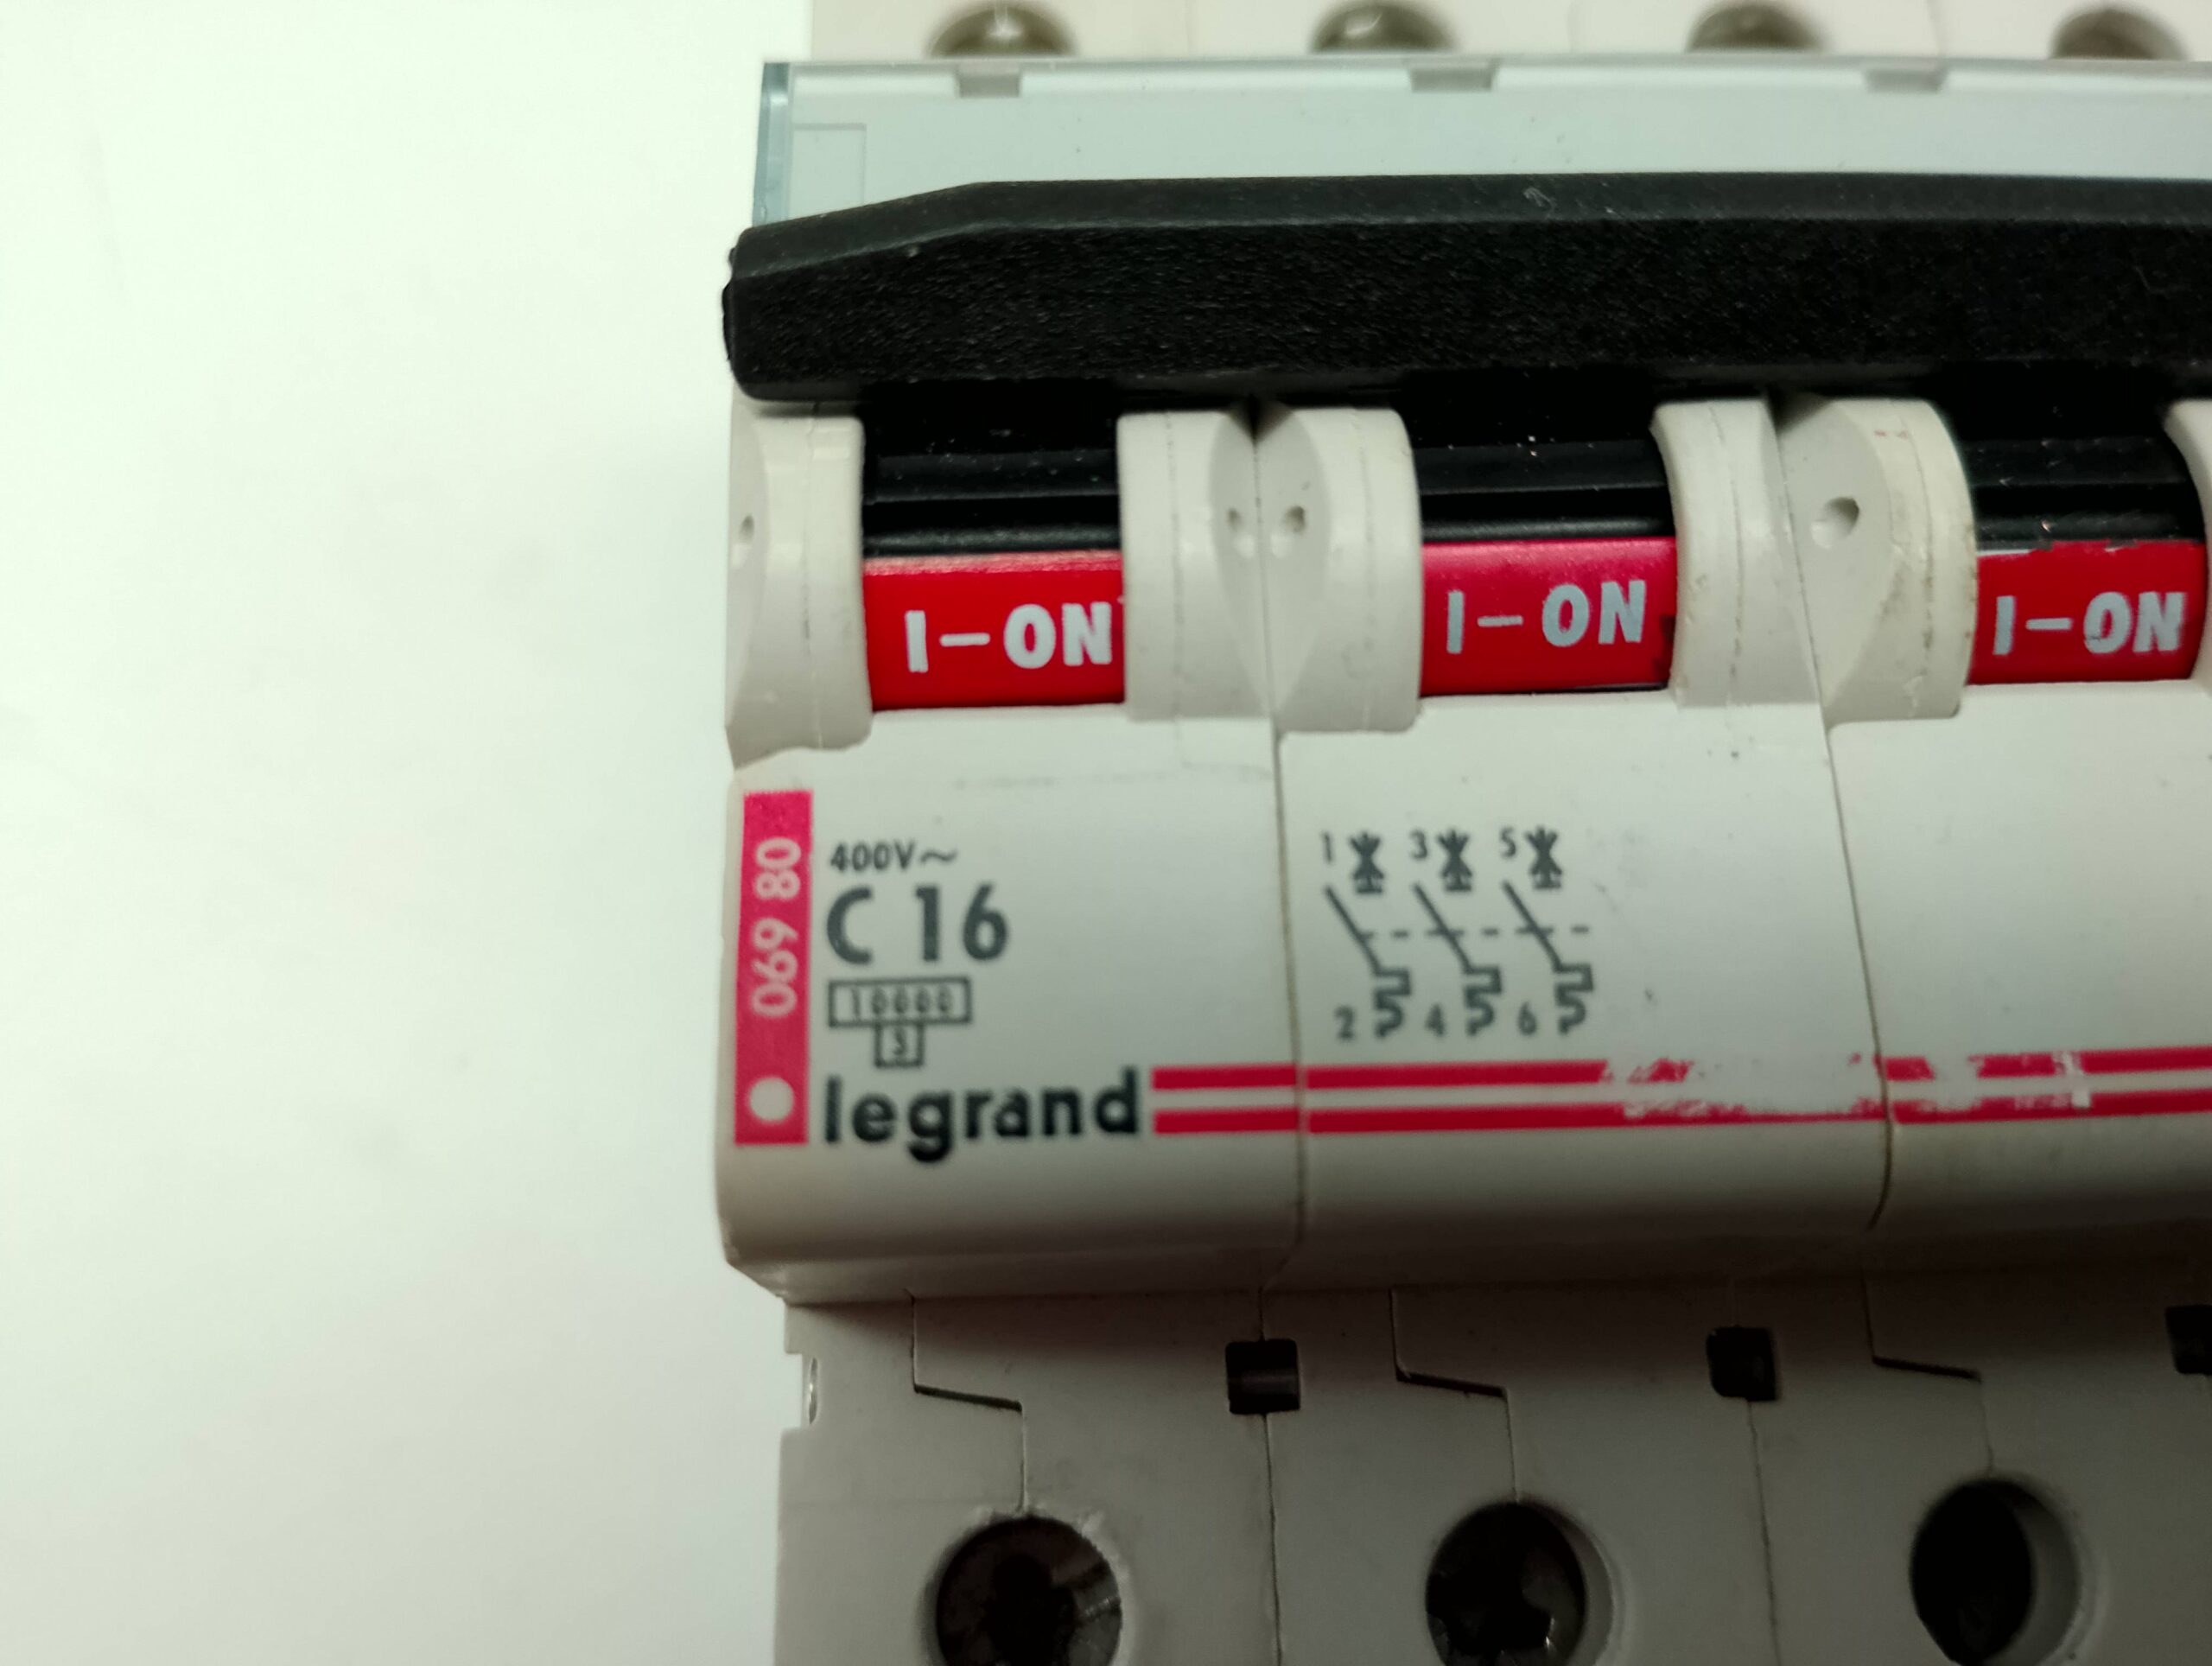 I-ON
I-ON
I-ON
069 80
400V~
C 16
10000
3
legrand
1 3 5
2 4 6